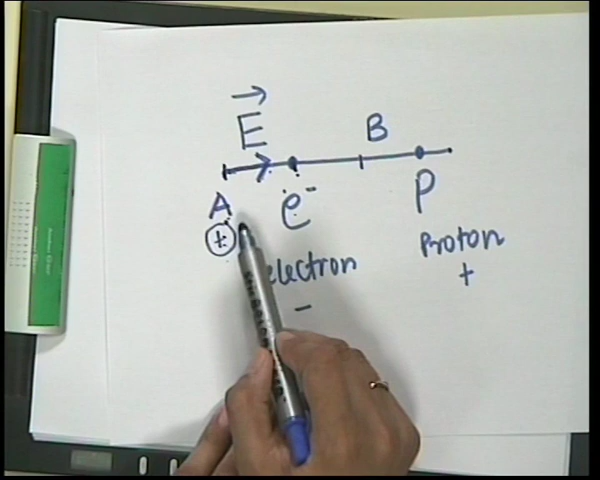 E
B
A e⁻ P
+
electron Proton
- +